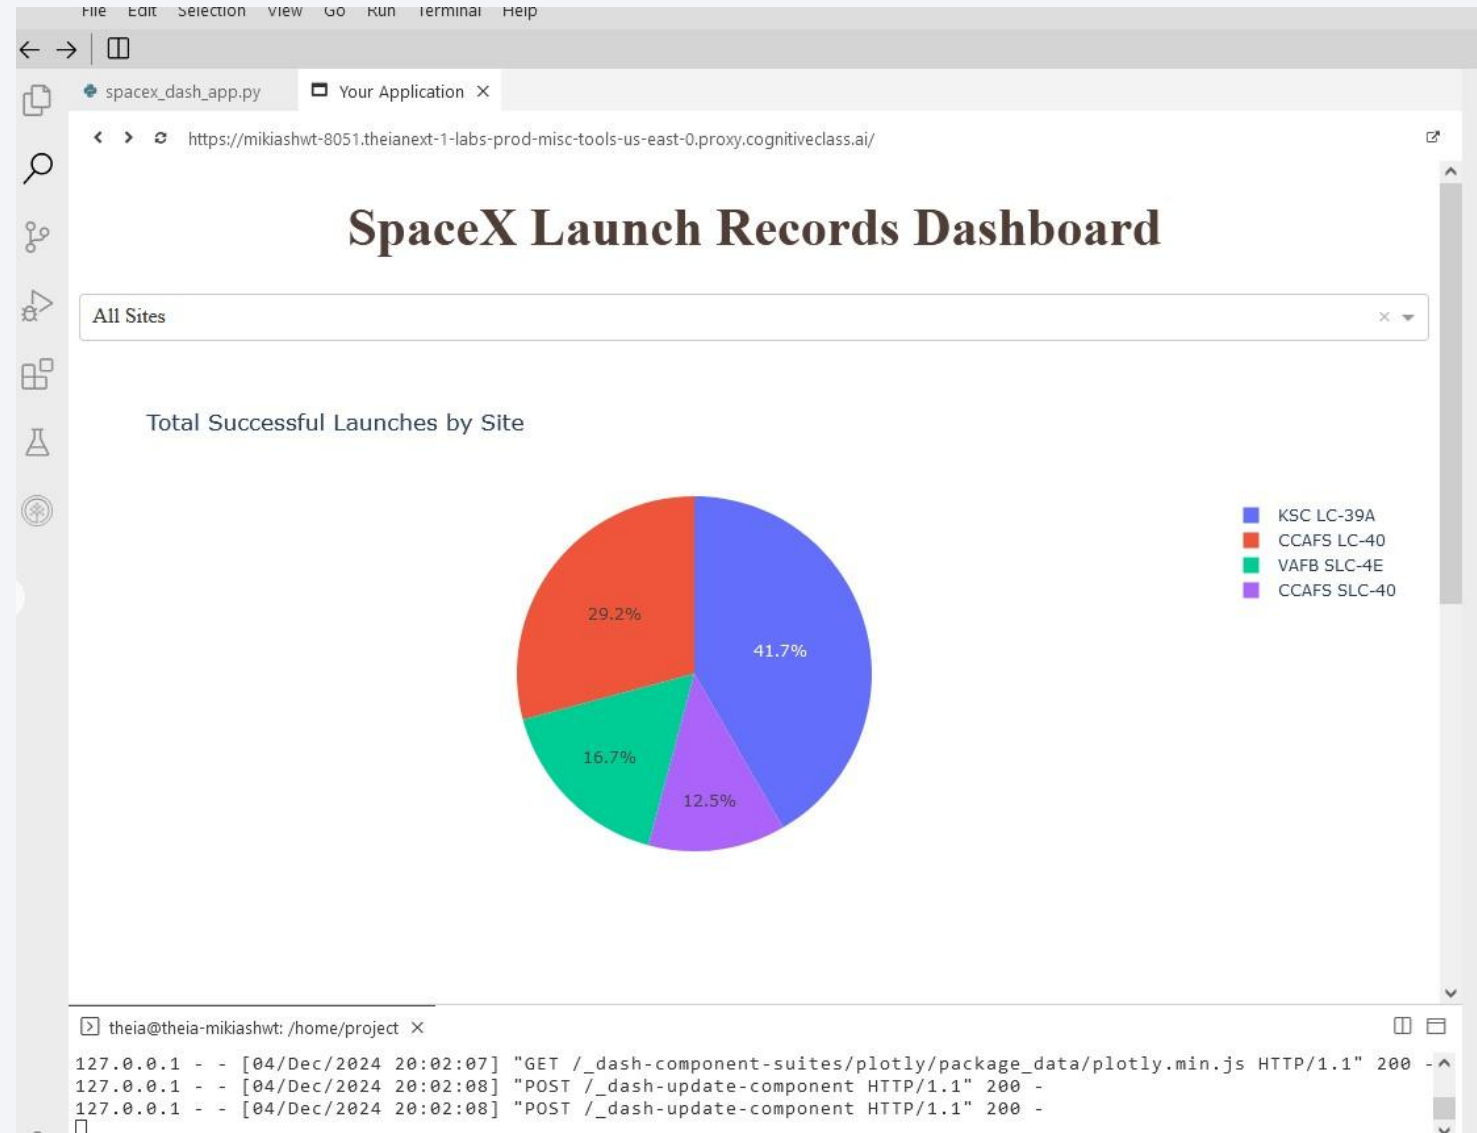 File Edit Selection View Go Run Terminal Help
spacex_dash_app.py Your Application
https://mikiashwt-8051.theianext-1-labs-prod-misc-tools-us-east-0.proxy.cognitiveclass.ai/
SpaceX Launch Records Dashboard
All Sites
Total Successful Launches by Site
KSC LC-39A
CCAFS LC-40
VAFB SLC-4E
CCAFS SLC-40
29.2%
41.7%
16.7%
12.5%
theia@theia-mikiashwt: /home/project
127.0.0.1 - - [04/Dec/2024 20:02:07] "GET /_dash-component-suites/plotly/package_data/plotly.min.js HTTP/1.1" 200 -
127.0.0.1 - - [04/Dec/2024 20:02:08] "POST /_dash-update-component HTTP/1.1" 200 -
127.0.0.1 - - [04/Dec/2024 20:02:08] "POST /_dash-update-component HTTP/1.1" 200 -